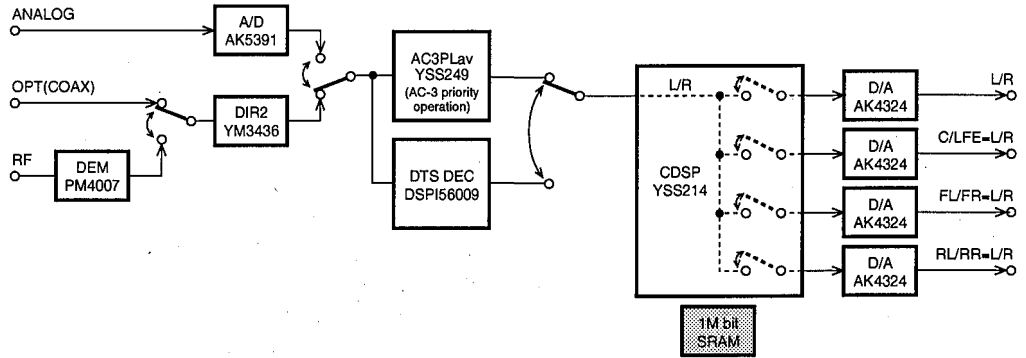 ANALOG
A/D
AK5391
OPT(COAX)
DIR2
YM3436
RF
DEM
PM4007
AC3PLav
YSS249
(AC-3 priority
operation)
DTS DEC
DSPI56009
L/R
CDSP
YSS214
1M bit
SRAM
D/A
AK4324
L/R
D/A
AK4324
C/LFE=L/R
D/A
AK4324
FL/FR=L/R
D/A
AK4324
RL/RR=L/R